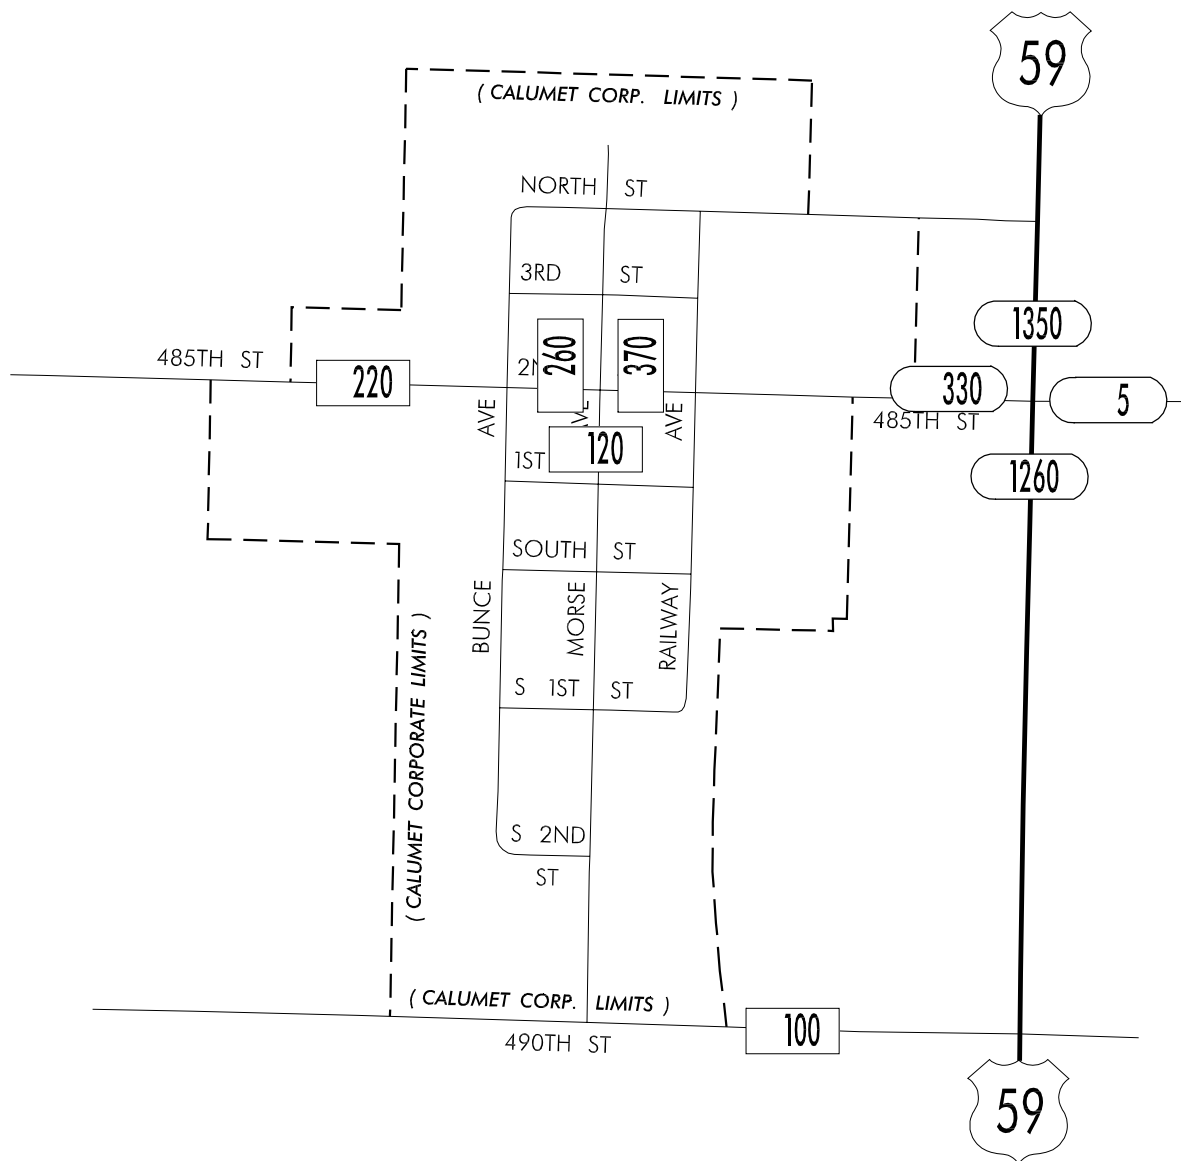 59
( CALUMET CORP. LIMITS )
NORTH ST
3RD ST
1350
260
370
485TH ST
220
330
5
AVE
AVE
485TH ST
120
1ST
1260
SOUTH ST
BUNCE
MORSE
RAILWAY
( CALUMET CORPORATE LIMITS )
S 1ST ST
S 2ND
ST
( CALUMET CORP. LIMITS )
490TH ST
100
59